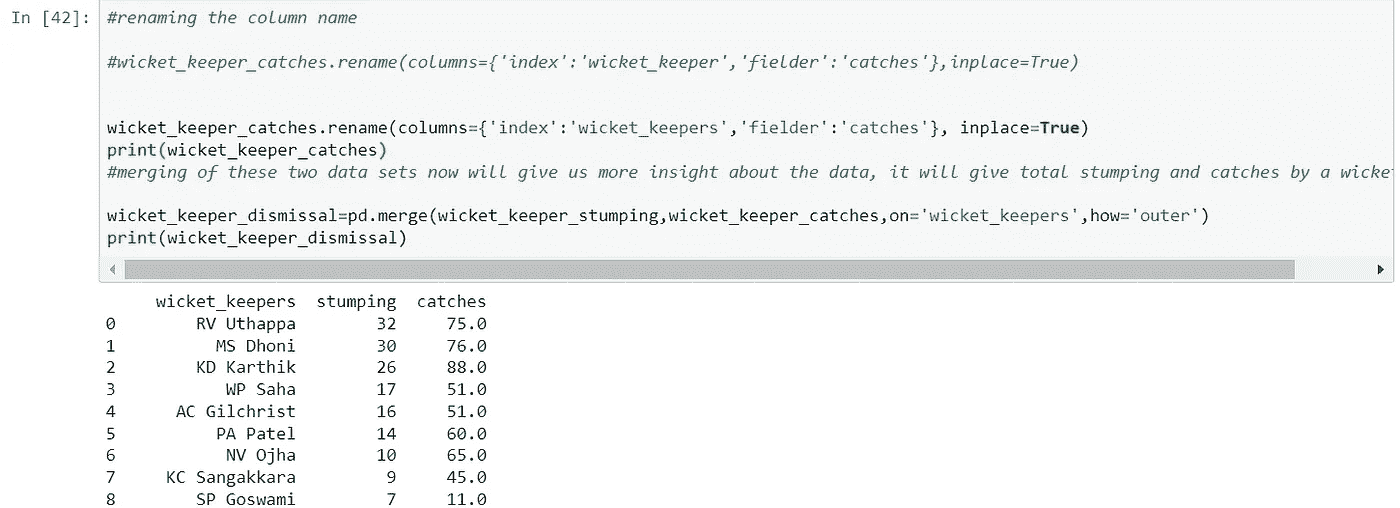 In [42]:
#renaming the column name
#wicket_keeper_catches.rename(columns={'index':'wicket_keeper','fielder':'catches'},inplace=True)
wicket_keeper_catches.rename(columns={'index':'wicket_keepers','fielder':'catches'}, inplace=True)
print(wicket_keeper_catches)
#merging of these two data sets now will give us more insight about the data, it will give total stumping and catches by a
wicket_keeper_dismissal=pd.merge(wicket_keeper_stumping,wicket_keeper_catches,on='wicket_keepers',how='outer')
print(wicket_keeper_dismissal)
wicket_keepers stumping catches
0 RV Uthappa 32 75.0
1 MS Dhoni 30 76.0
2 KD Karthik 26 88.0
3 WP Saha 17 51.0
4 AC Gilchrist 16 51.0
5 PA Patel 14 60.0
6 NV Ojha 10 65.0
7 KC Sangakkara 9 45.0
8 SP Goswami 7 11.0